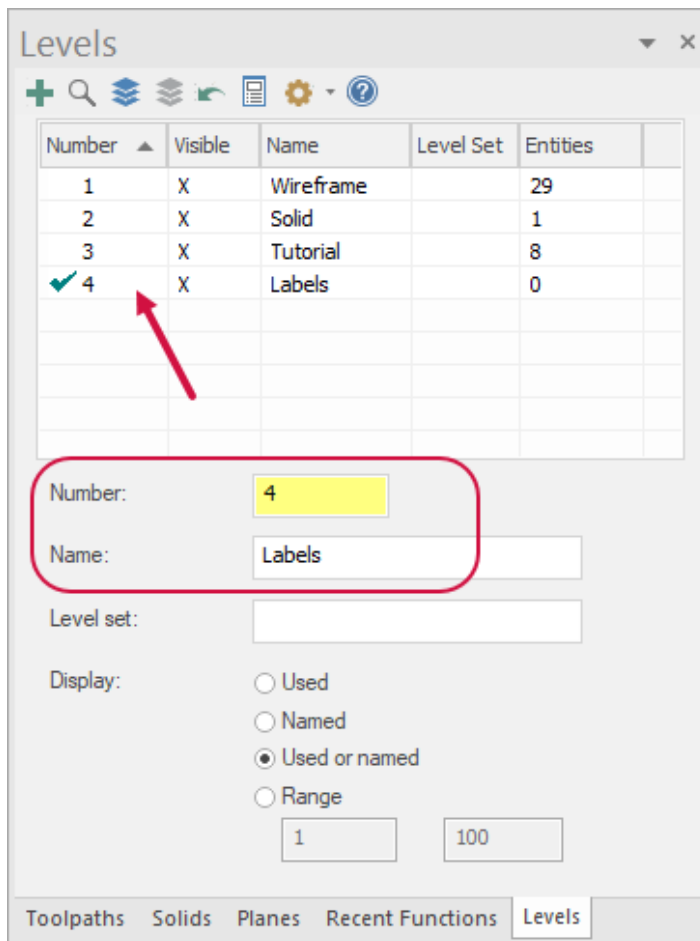 Levels
Number Visible Name Level Set Entities
1 X Wireframe 29
2 X Solid 1
3 X Tutorial 8
4 X Labels 0
Number: 4
Name: Labels
Level set:
Display: Used
Named
Used or named
Range
1 100
Toolpaths Solids Planes Recent Functions Levels